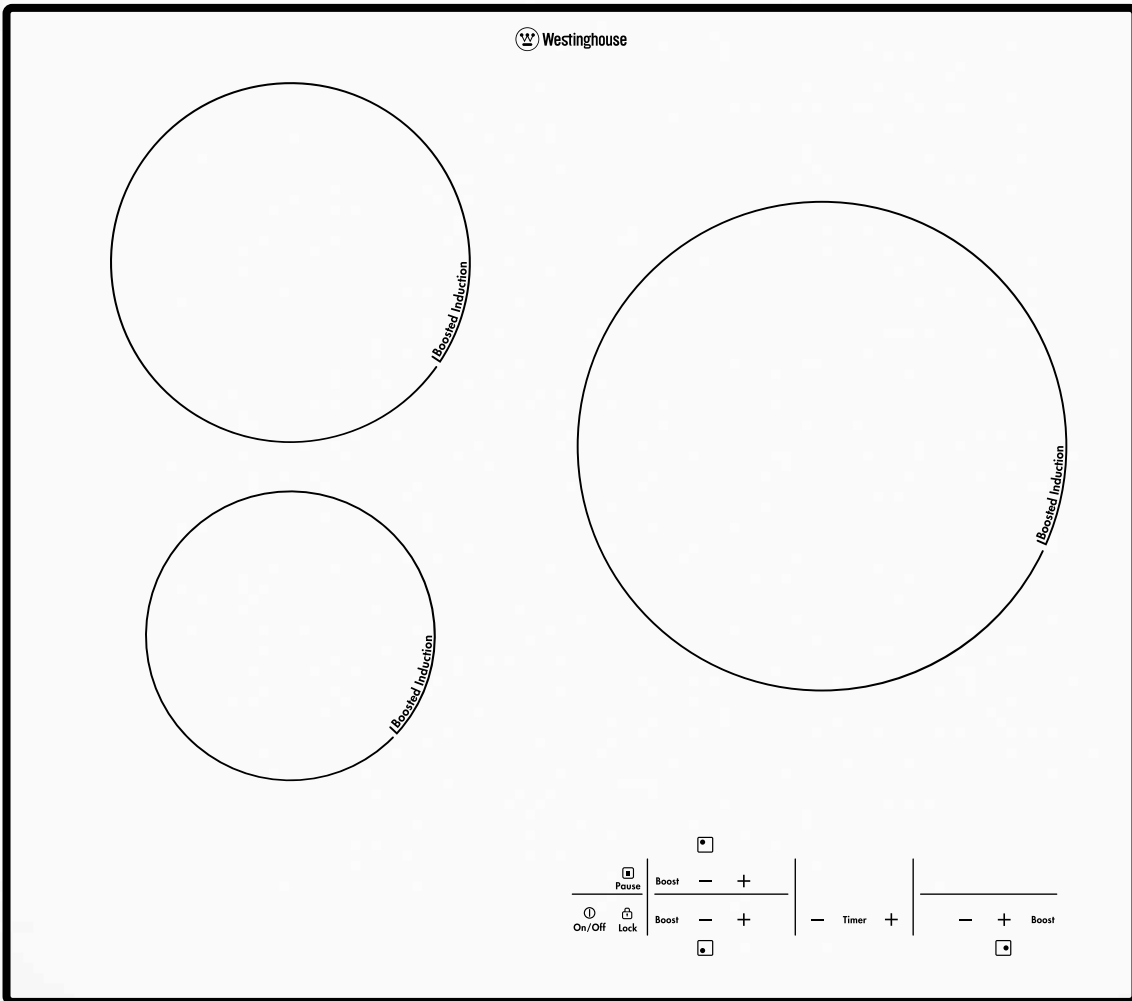 Westinghouse
Boosted Induction
Boosted Induction
Boosted Induction
Pause
Boost − +
On/Off Lock
Boost − +
− Timer +
− + Boost